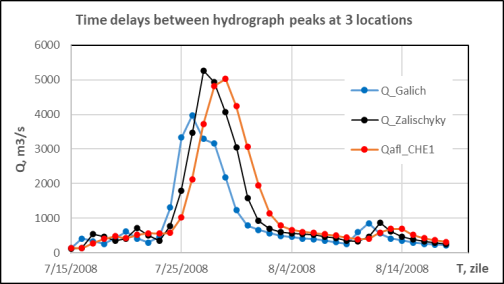 Time delays between hydrograph peaks at 3 locations
6000
5000
4000
3000
2000
1000
0
Q, m3/s
Q_Galich
Q_Zalischyky
Qafl_CHE1
7/15/2008 7/25/2008 8/4/2008 8/14/2008 T, zile